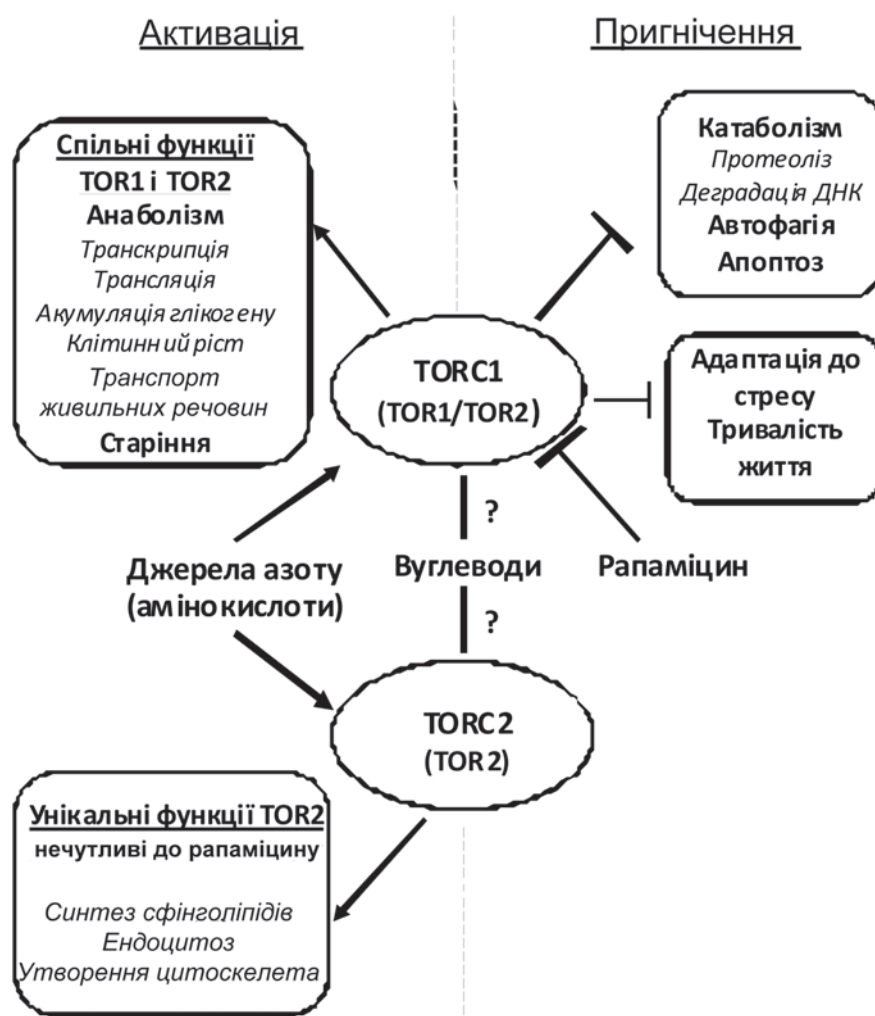 Активація
Пригнічення
Спільні функції
TOR1 і TOR2
Анаболізм
Транскрипція
Трансляція
Акумуляція глікогену
Клітинний ріст
Транспорт
живильних речовин
Старіння
Катаболізм
Протеоліз
Деградація ДНК
Автофагія
Апоптоз
TORC1
(TOR1/TOR2)
Адаптація до
стресу
Тривалість
життя
?
Джерела азоту
(амінокислоти)
Вуглеводи
Рапаміцин
?
TORC2
(TOR2)
Унікальні функції TOR2
нечутливі до рапаміцину
Синтез сфінголіпідів
Ендоцитоз
Утворення цитоскелета